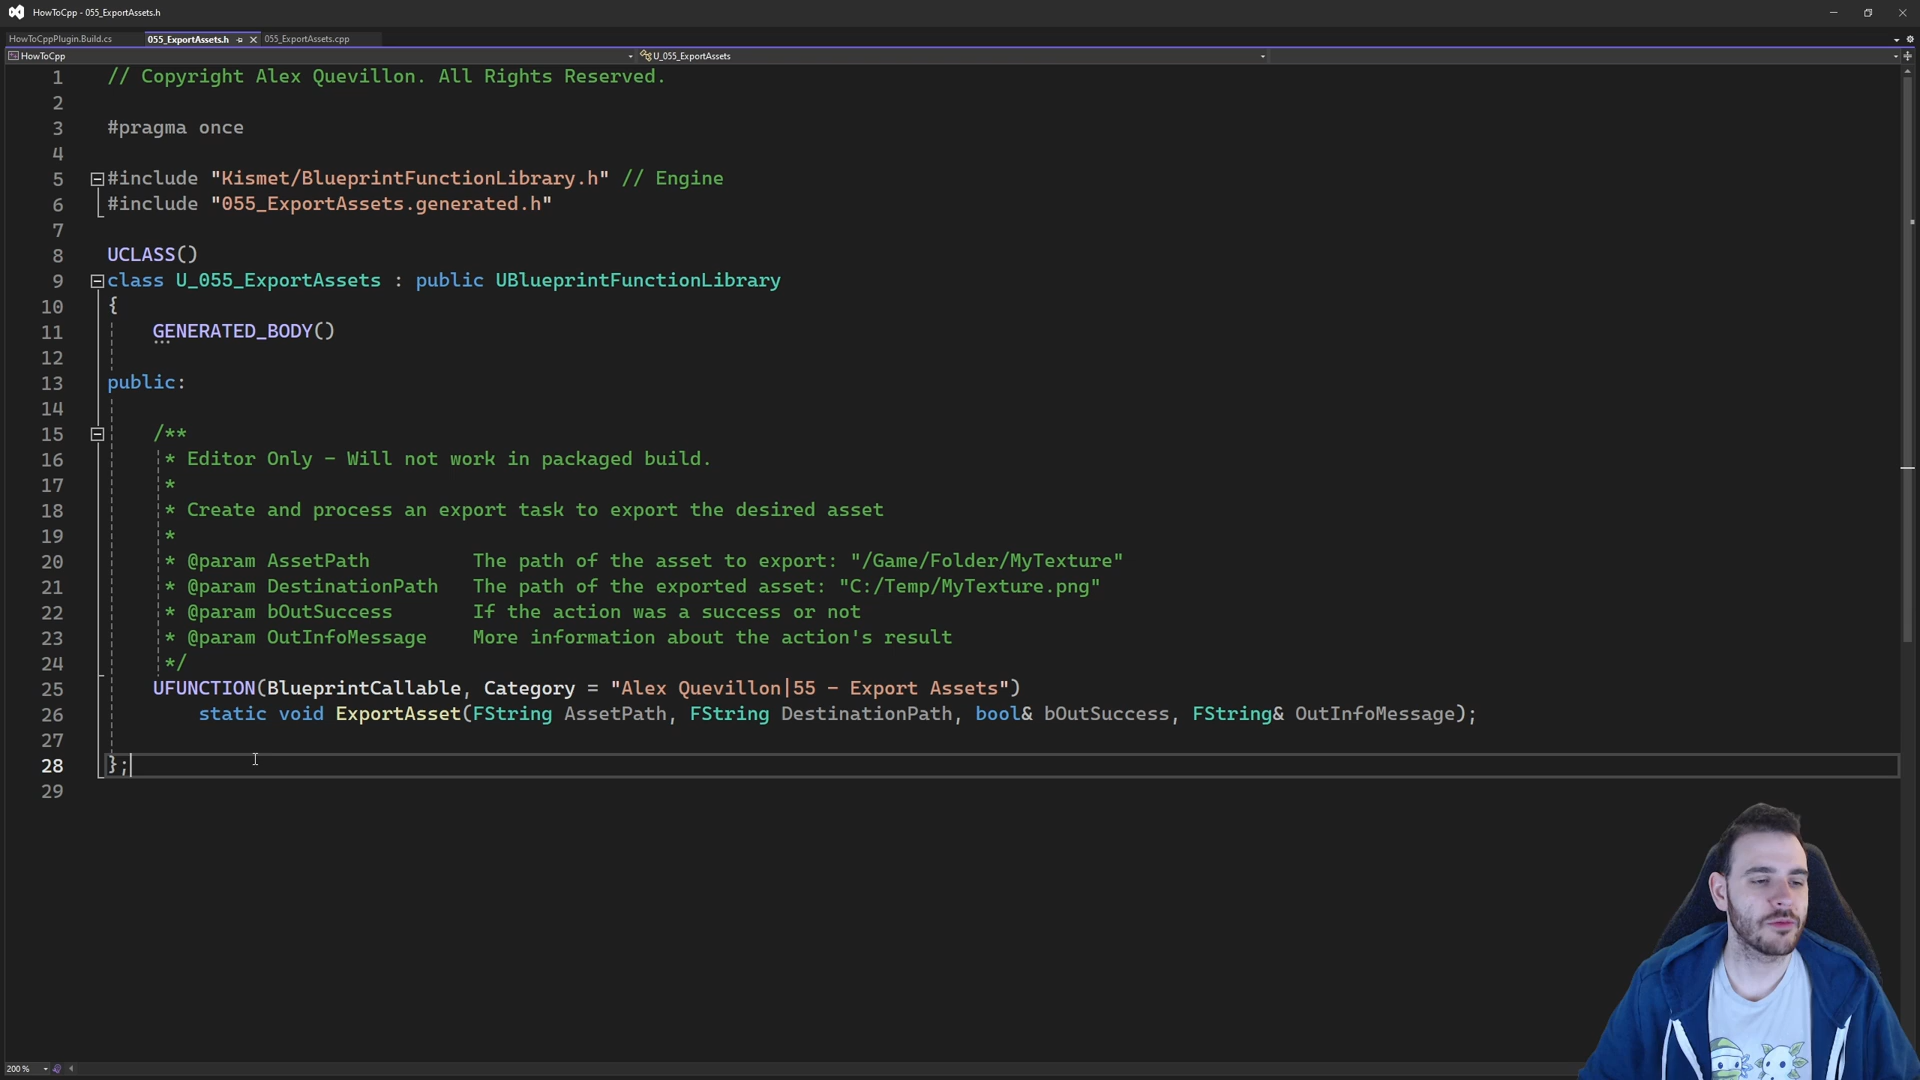 HowToCpp - 055_ExportAssets.h
HowToCppPlugin.Build.cs
055_ExportAssets.h
055_ExportAssets.cpp
HowToCpp
U_055_ExportAssets
1 // Copyright Alex Quevillon. All Rights Reserved.
2
3 #pragma once
4
5 #include "Kismet/BlueprintFunctionLibrary.h" // Engine
6 #include "055_ExportAssets.generated.h"
7
8 UCLASS()
9 class U_055_ExportAssets : public UBlueprintFunctionLibrary
10 {
11 GENERATED_BODY()
12
13 public:
14
15 /**
16 * Editor Only - Will not work in packaged build.
17 *
18 * Create and process an export task to export the desired asset
19 *
20 * @param AssetPath The path of the asset to export: "/Game/Folder/MyTexture"
21 * @param DestinationPath The path of the exported asset: "C:/Temp/MyTexture.png"
22 * @param bOutSuccess If the action was a success or not
23 * @param OutInfoMessage More information about the action's result
24 */
25 UFUNCTION(BlueprintCallable, Category = "Alex Quevillon|55 - Export Assets")
26 static void ExportAsset(FString AssetPath, FString DestinationPath, bool& bOutSuccess, FString& OutInfoMessage);
27
28 };
29
200 %